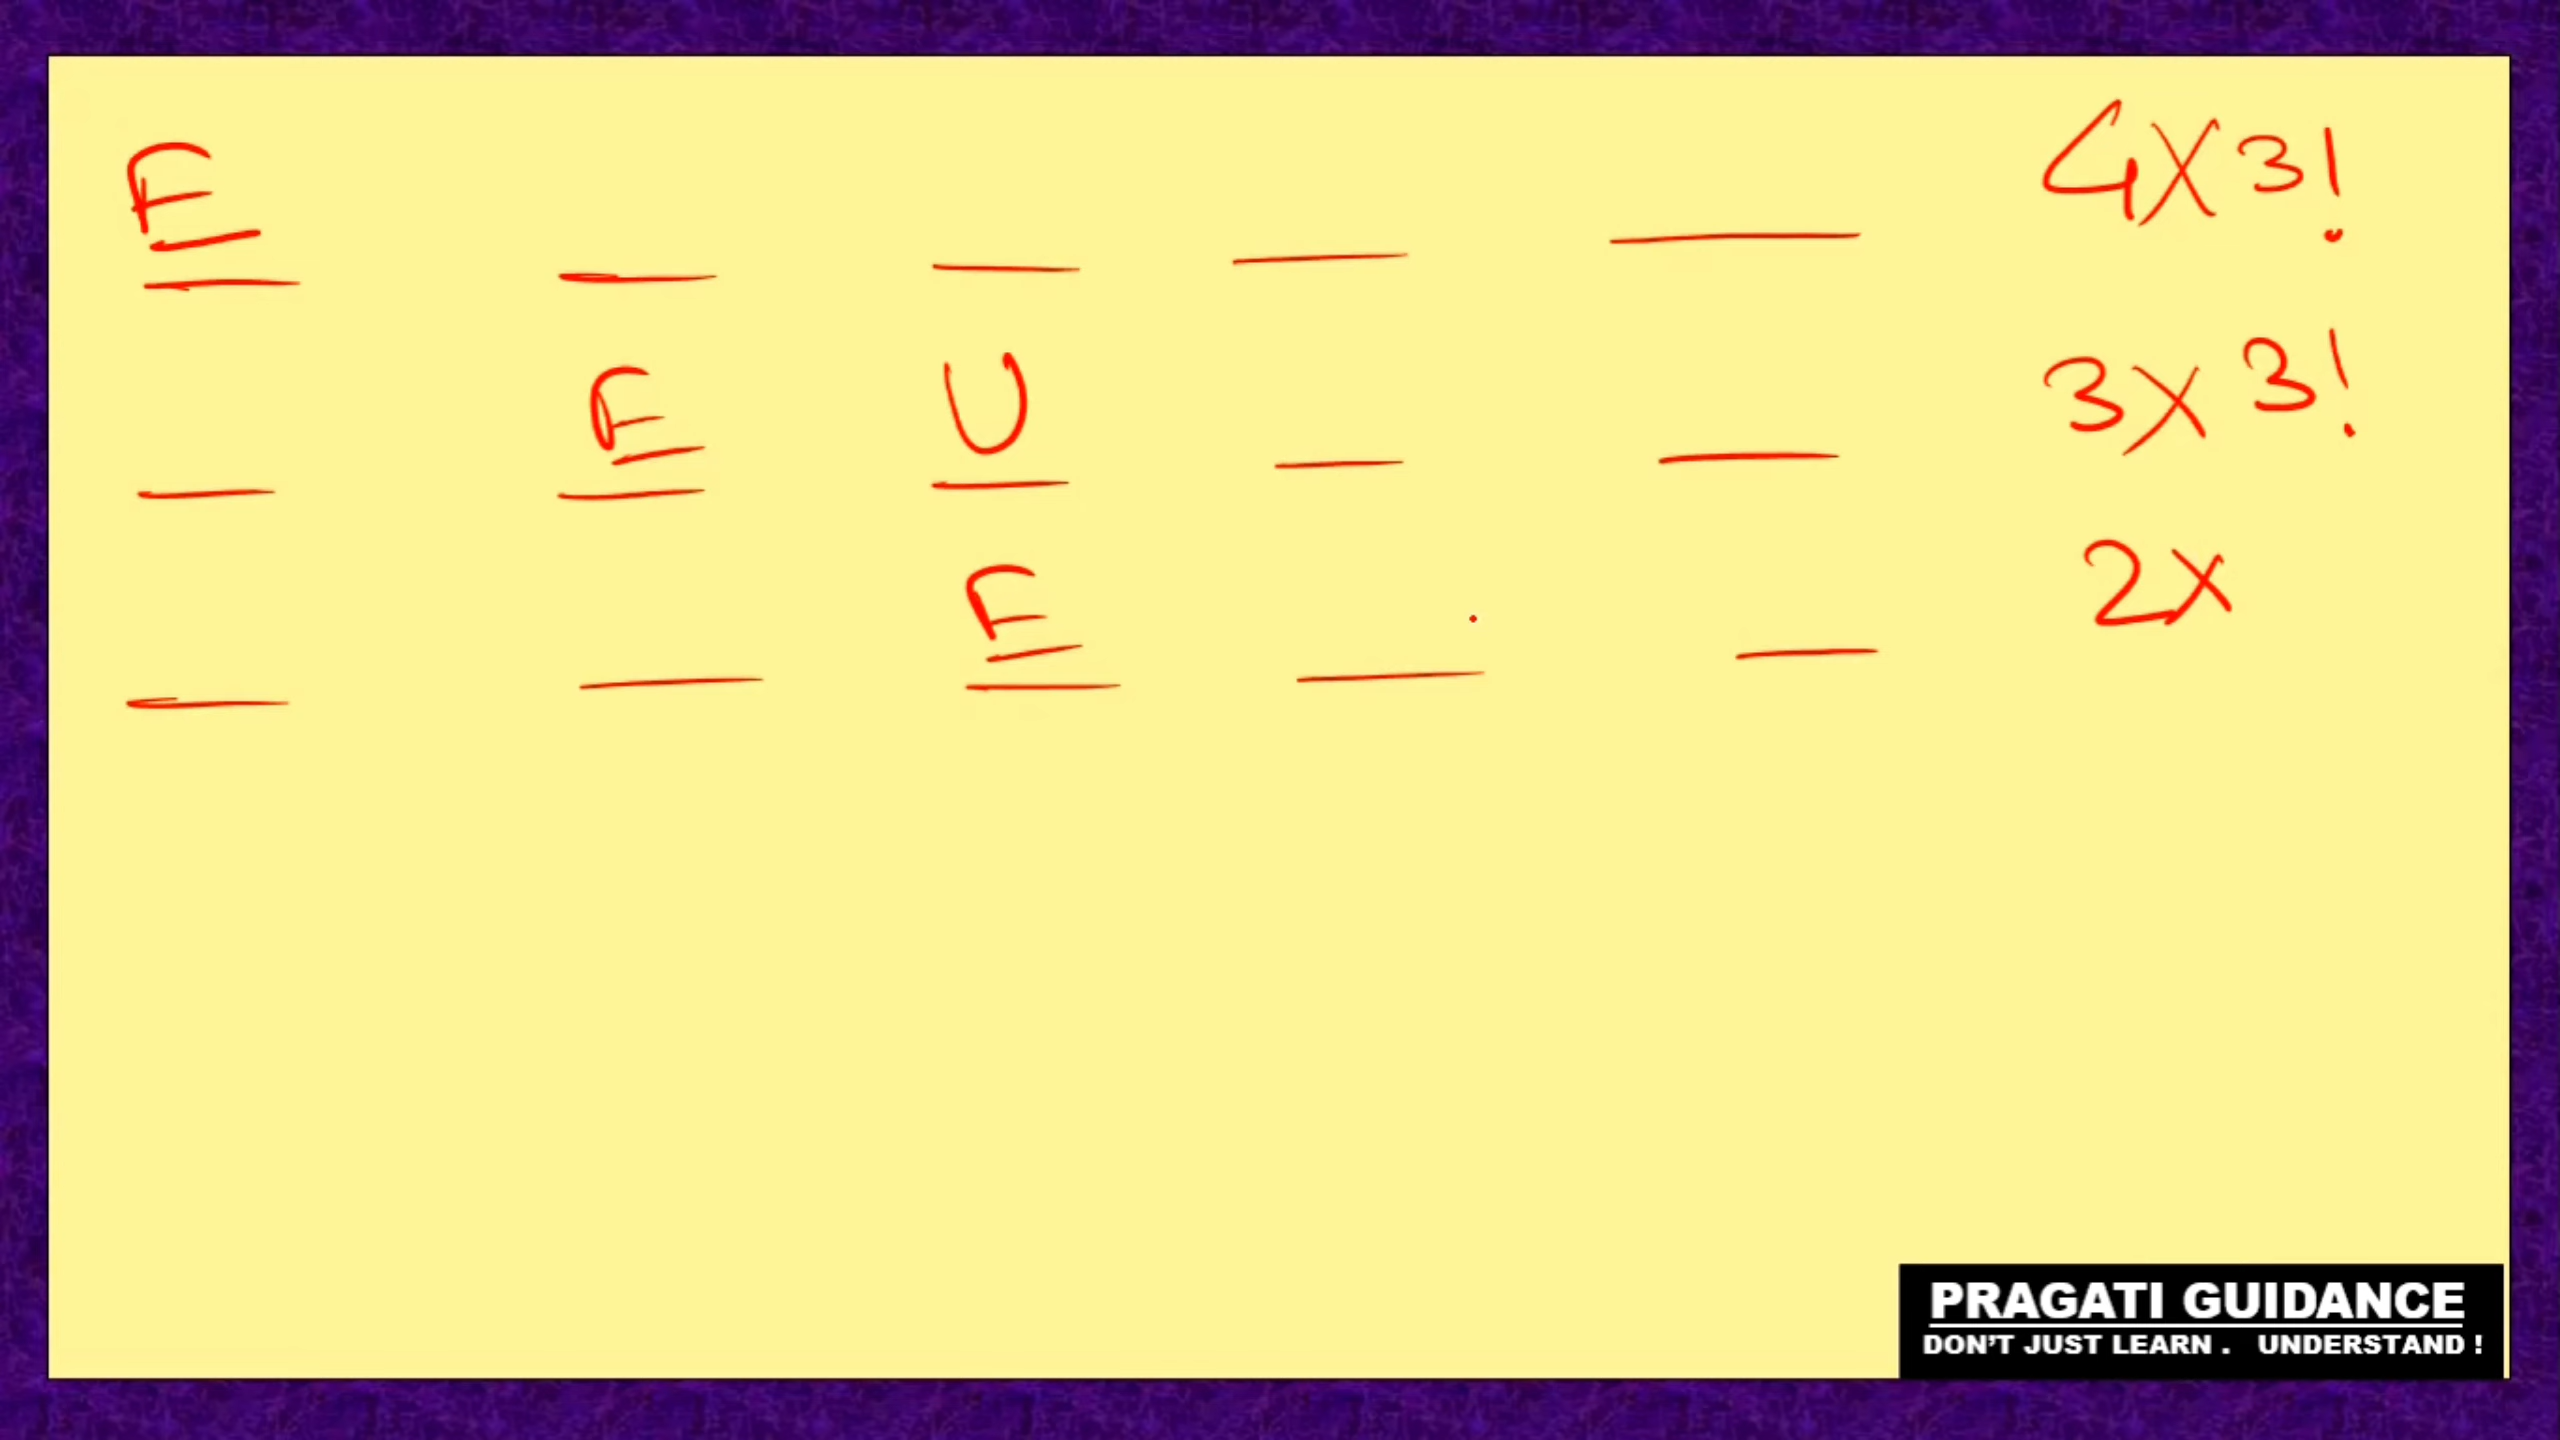 E 4X3!
E U 3X3!
E 2X
PRAGATI GUIDANCE
DON'T JUST LEARN. UNDERSTAND !